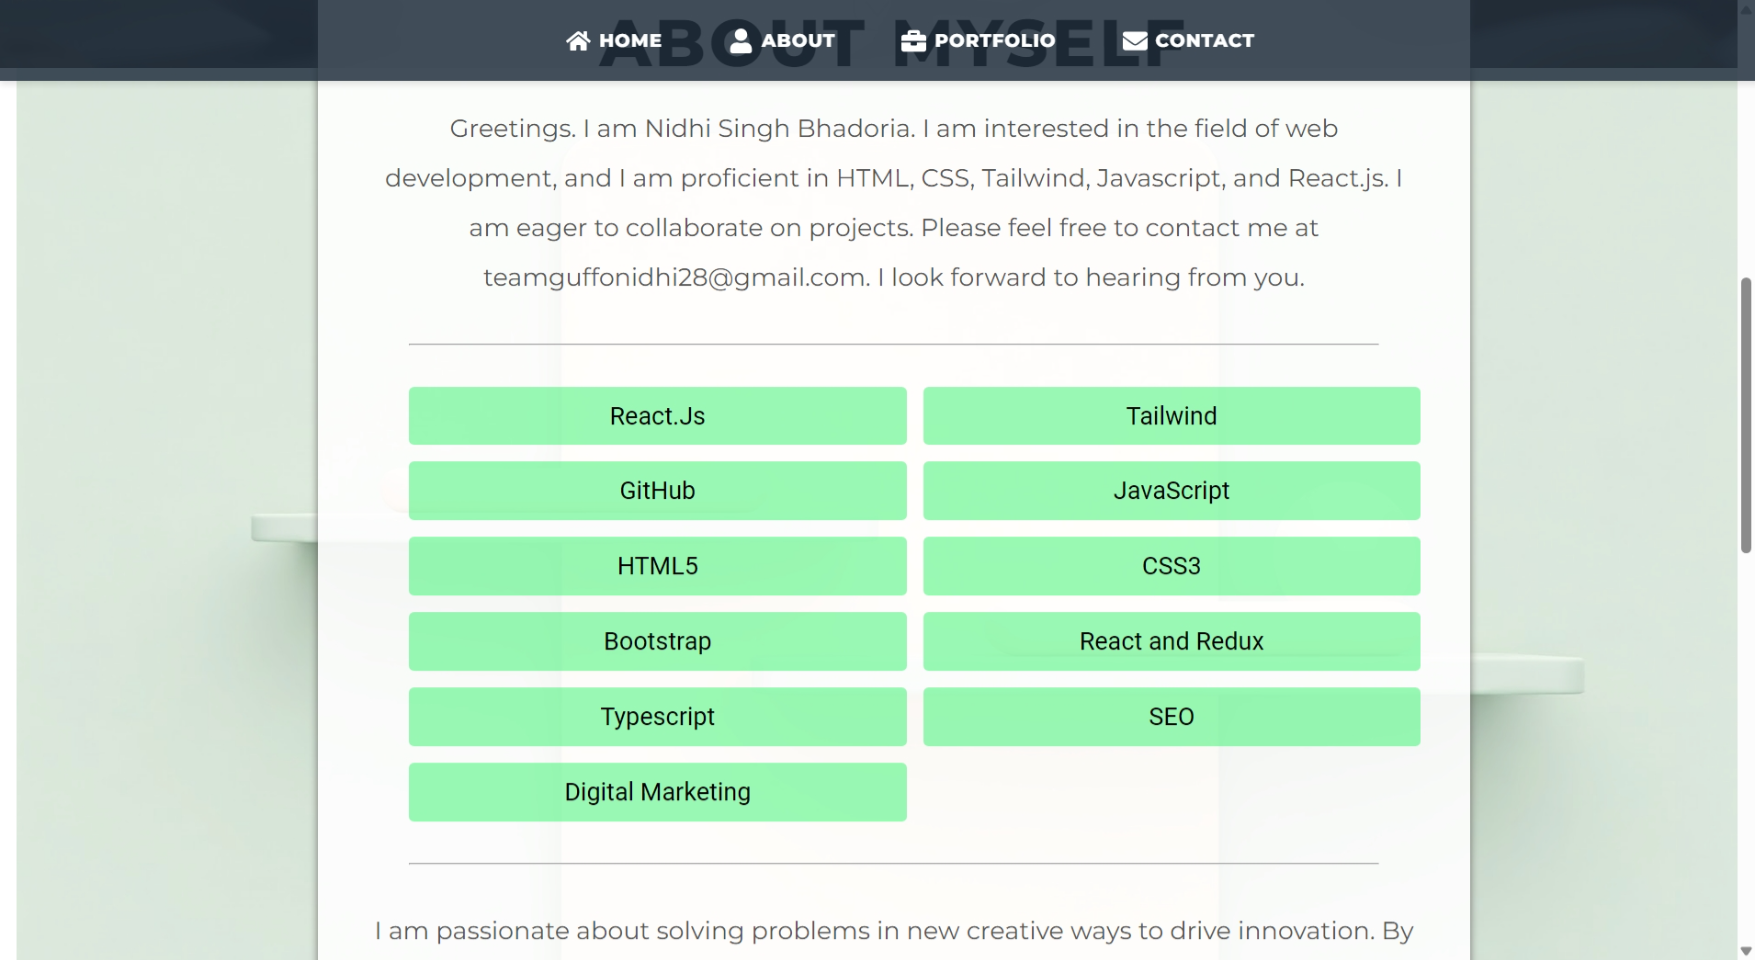 HOME ABOUT PORTFOLIO CONTACT
ABOUT MYSELF
Greetings. I am Nidhi Singh Bhadoria. I am interested in the field of web
development, and I am proficient in HTML, CSS, Tailwind, Javascript, and React.js. I
am eager to collaborate on projects. Please feel free to contact me at
teamguffonidhi28@gmail.com. I look forward to hearing from you.
React.Js Tailwind
GitHub JavaScript
HTML5 CSS3
Bootstrap React and Redux
Typescript SEO
Digital Marketing
I am passionate about solving problems in new creative ways to drive innovation. By